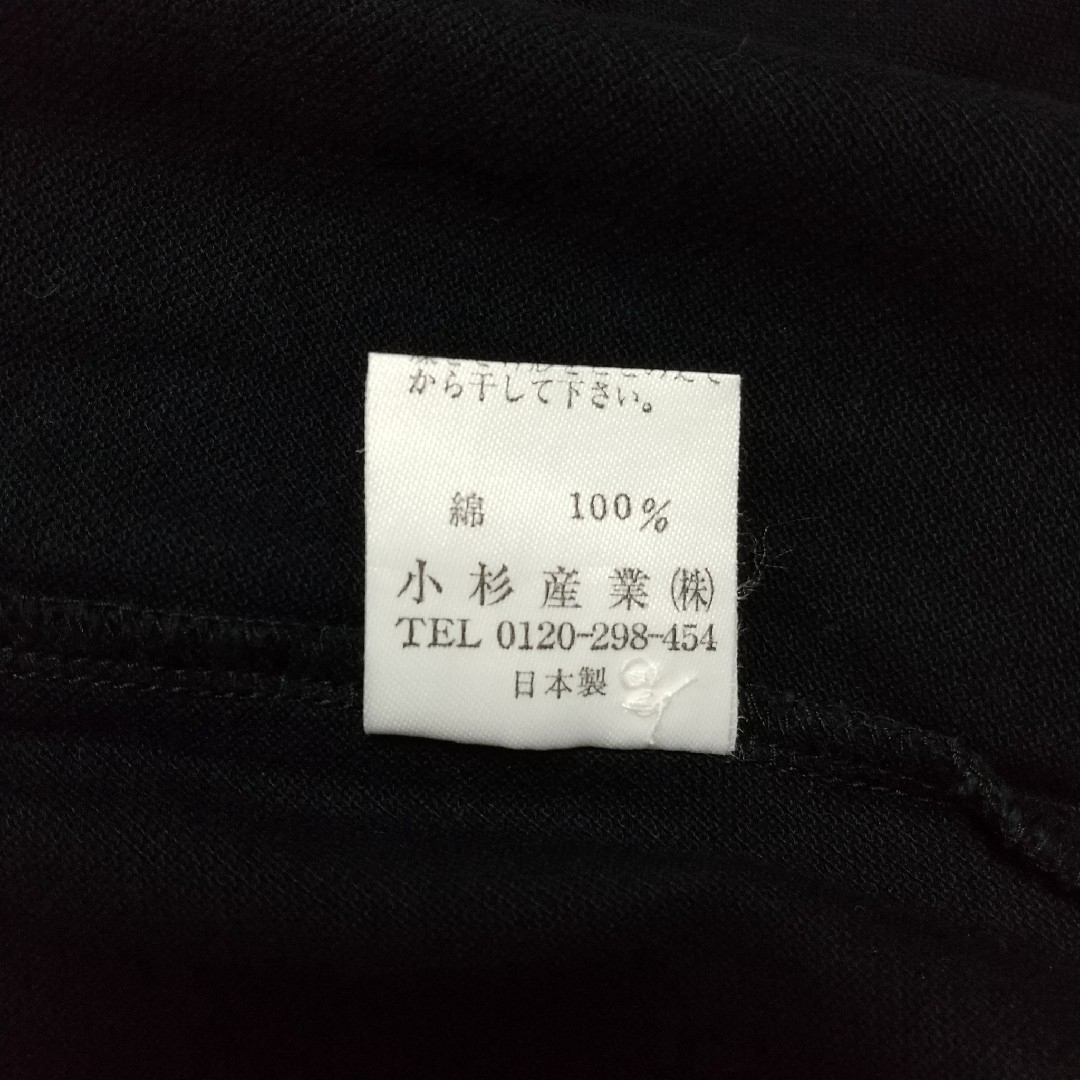 から干して下さい。
綿 100%
小杉産業(株)
TEL 0120-298-454
日本製